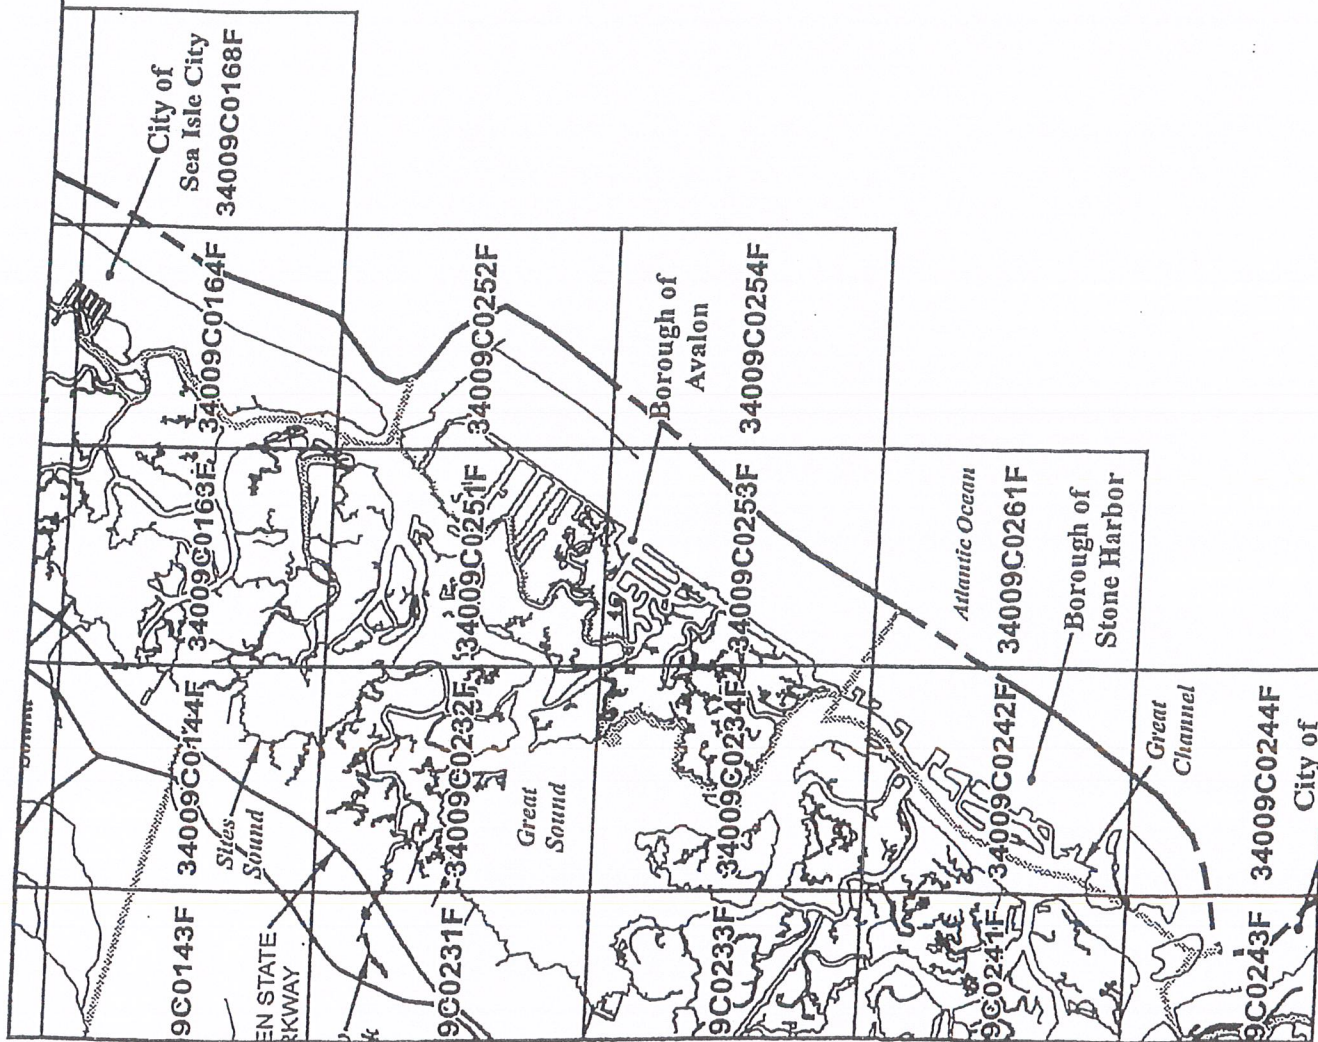 City of
Sea Isle City
34009C0168F
34009C0164F
34009C0163F
34009C0144F
9C0143F
Sites
Sound
EN STATE
RKWAY
34009C0252F
34009C0251F
34009C0232F
9C0231F
Great
Sound
Borough of
Avalon
34009C0254F
34009C0253F
34009C0234F
9C0233F
Atlantic Ocean
34009C0261F
34009C0242F
9C0241F
Borough of
Stone Harbor
Great
Channel
34009C0244F
9C0243F
City of